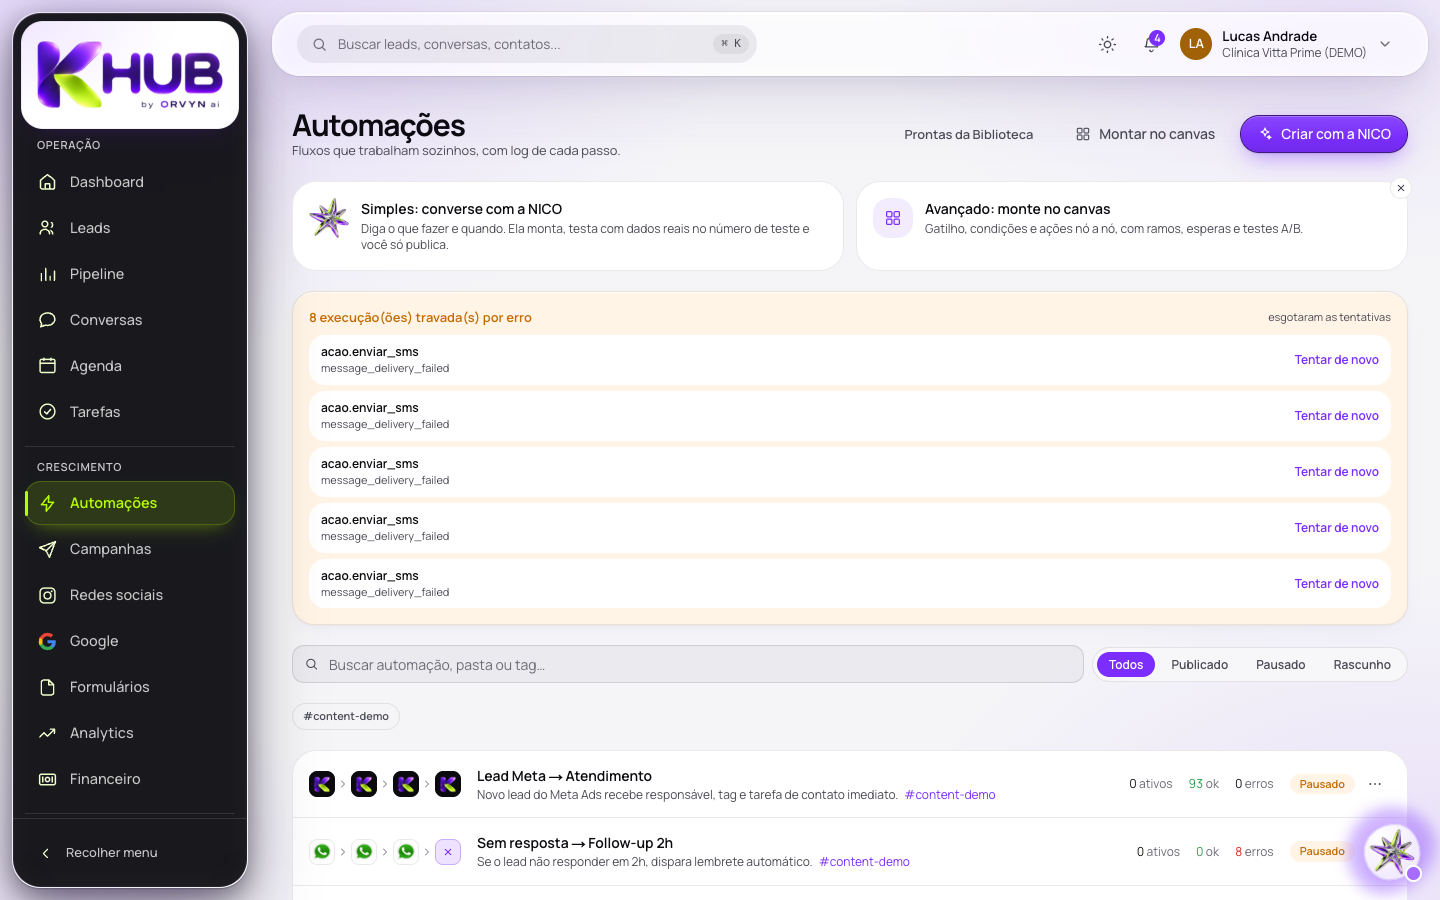 KHUB
by ORVYN ai
OPERAÇÃO
Dashboard
Leads
Pipeline
Conversas
Agenda
Tarefas
CRESCIMENTO
Automações
Campanhas
Redes sociais
Google
Formulários
Analytics
Financeiro
Recolher menu
Buscar leads, conversas, contatos...
⌘ K
4
LA
Lucas Andrade
Clínica Vitta Prime (DEMO)
Automações
Fluxos que trabalham sozinhos, com log de cada passo.
Prontas da Biblioteca
Montar no canvas
Criar com a NICO
Simples: converse com a NICO
Diga o que fazer e quando. Ela monta, testa com dados reais no número de teste e
você só publica.
Avançado: monte no canvas
Gatilho, condições e ações nó a nó, com ramos, esperas e testes A/B.
8 execução(ões) travada(s) por erro
esgotaram as tentativas
acao.enviar_sms
message_delivery_failed
Tentar de novo
acao.enviar_sms
message_delivery_failed
Tentar de novo
acao.enviar_sms
message_delivery_failed
Tentar de novo
acao.enviar_sms
message_delivery_failed
Tentar de novo
acao.enviar_sms
message_delivery_failed
Tentar de novo
Buscar automação, pasta ou tag...
Todos
Publicado
Pausado
Rascunho
#content-demo
Lead Meta → Atendimento
Novo lead do Meta Ads recebe responsável, tag e tarefa de contato imediato. #content-demo
0 ativos 93 ok 0 erros Pausado
Sem resposta → Follow-up 2h
Se o lead não responder em 2h, dispara lembrete automático. #content-demo
0 ativos 0 ok 8 erros Pausado